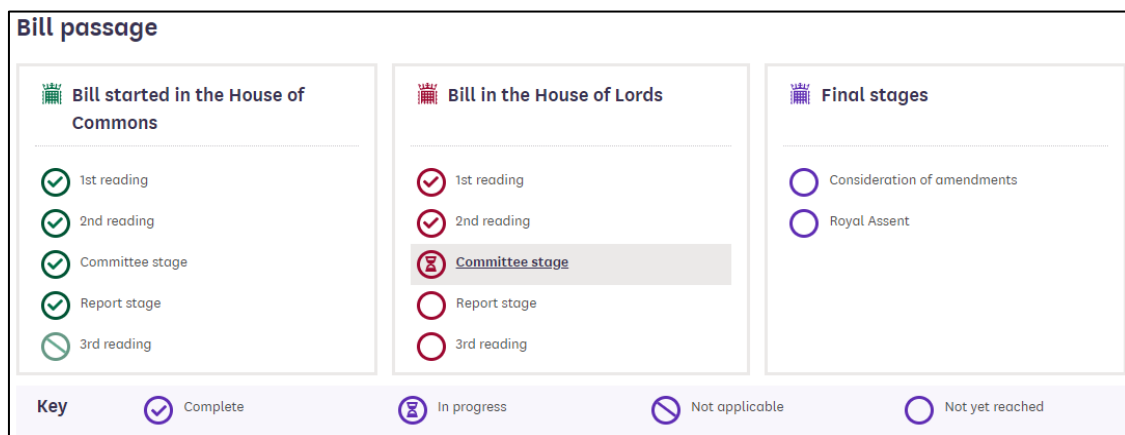 Bill passage
Bill started in the House of
Commons
1st reading
2nd reading
Committee stage
Report stage
3rd reading
Bill in the House of Lords
1st reading
2nd reading
Committee stage
Report stage
3rd reading
Final stages
Consideration of amendments
Royal Assent
Key
Complete
In progress
Not applicable
Not yet reached